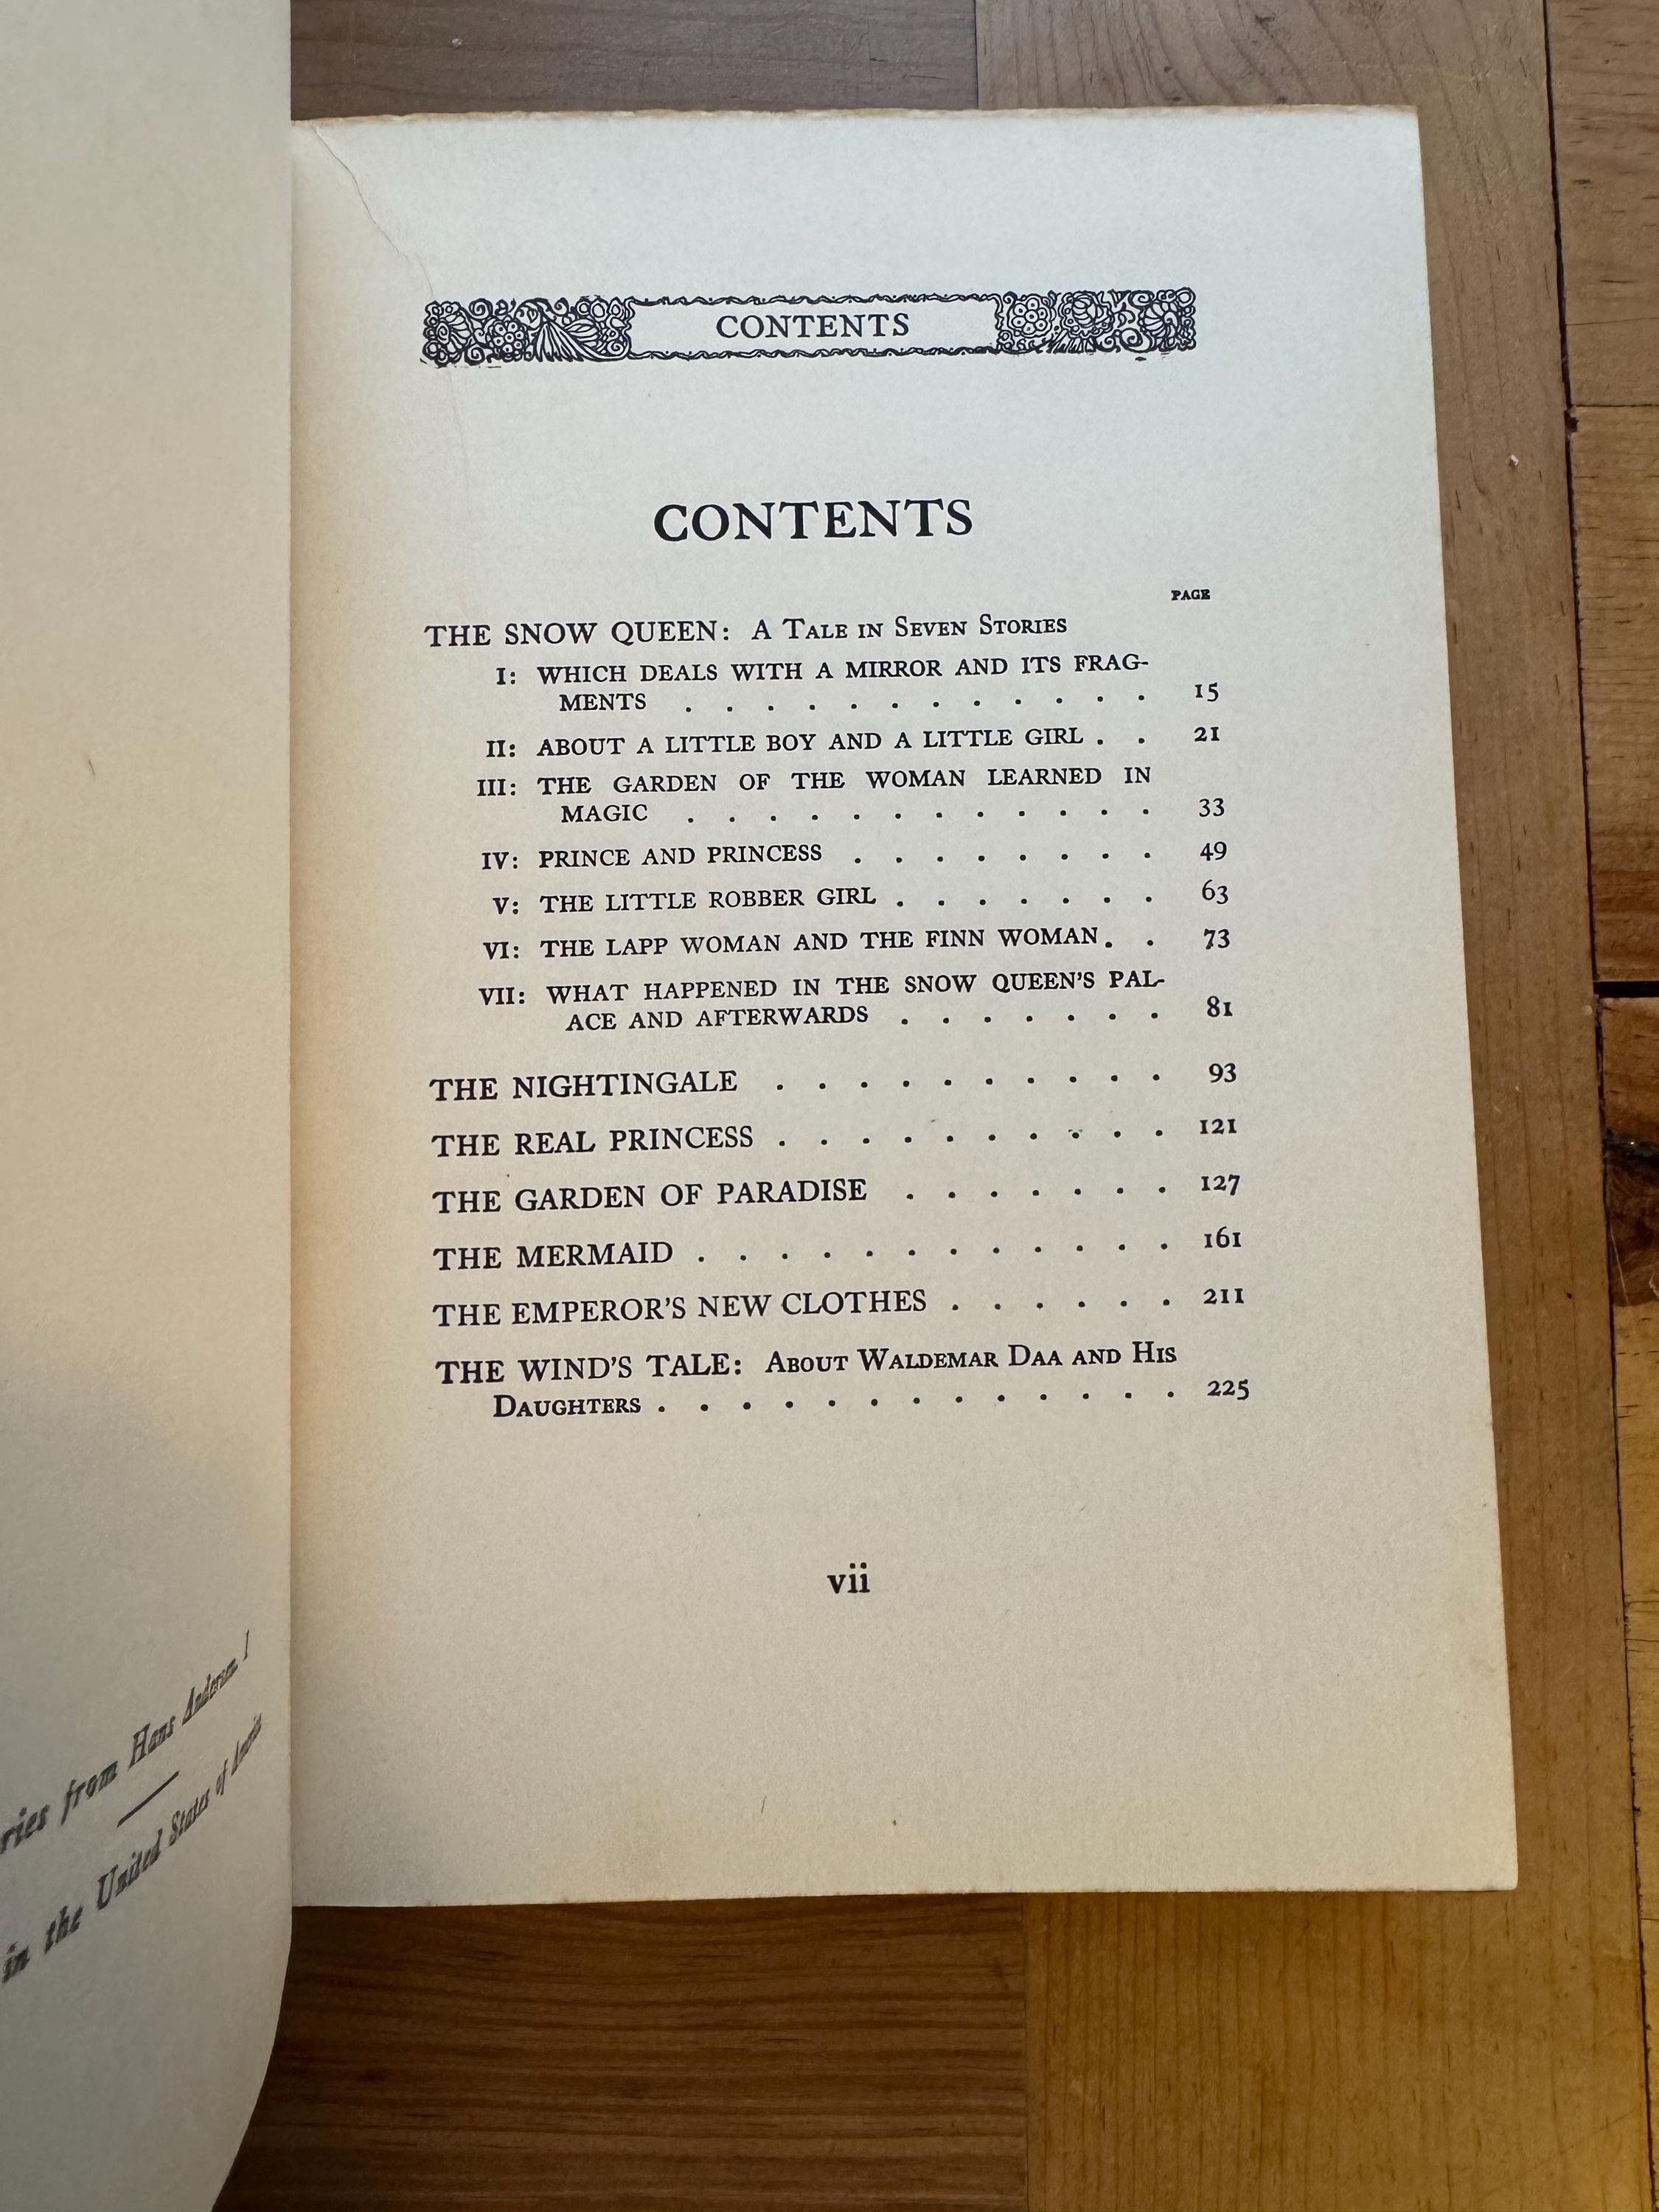 CONTENTS
CONTENTS
PAGE
THE SNOW QUEEN: A Tale in Seven Stories
I: WHICH DEALS WITH A MIRROR AND ITS FRAG-
MENTS . . . . . . . . . . . . 15
II: ABOUT A LITTLE BOY AND A LITTLE GIRL . . 21
III: THE GARDEN OF THE WOMAN LEARNED IN
MAGIC . . . . . . . . . . . . 33
IV: PRINCE AND PRINCESS . . . . . . . . 49
V: THE LITTLE ROBBER GIRL . . . . . . . 63
VI: THE LAPP WOMAN AND THE FINN WOMAN . . 73
VII: WHAT HAPPENED IN THE SNOW QUEEN'S PAL-
ACE AND AFTERWARDS . . . . . . . 81
THE NIGHTINGALE . . . . . . . . . . 93
THE REAL PRINCESS . . . . . . . . . . 121
THE GARDEN OF PARADISE . . . . . . . 127
THE MERMAID . . . . . . . . . . . . 161
THE EMPEROR'S NEW CLOTHES . . . . . . 211
THE WIND'S TALE: About Waldemar Daa and His
Daughters . . . . . . . . . . . . . 225
vii
ries from Hans Andersen
in the United States of America